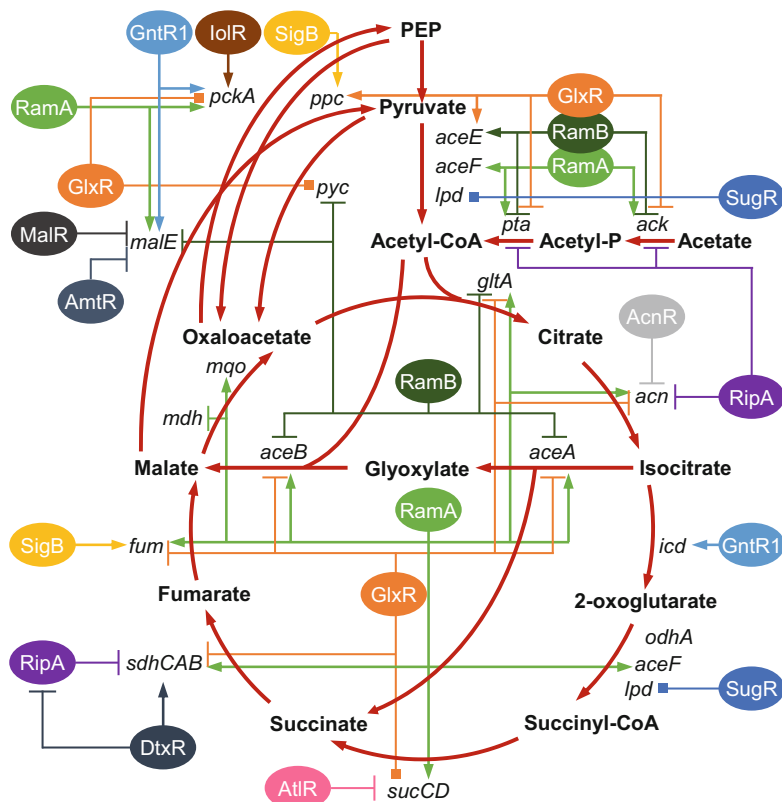 GntR1
IolR
SigB
PEP
RamA
pckA
ppc
GlxR
Pyruvate
aceE
RamB
aceF
RamA
GlxR
pyc
lpd
SugR
MalR
malE
pta
ack
Acetyl-CoA
Acetyl-P
Acetate
AmtR
gltA
Oxaloacetate
Citrate
AcnR
mqo
RamB
acn
RipA
mdh
aceB
aceA
Malate
Glyoxylate
Isocitrate
RamA
SigB
fum
icd
GntR1
Fumarate
GlxR
2-oxoglutarate
odhA
RipA
sdhCAB
aceF
lpd
SugR
Succinate
Succinyl-CoA
DtxR
AtlR
sucCD